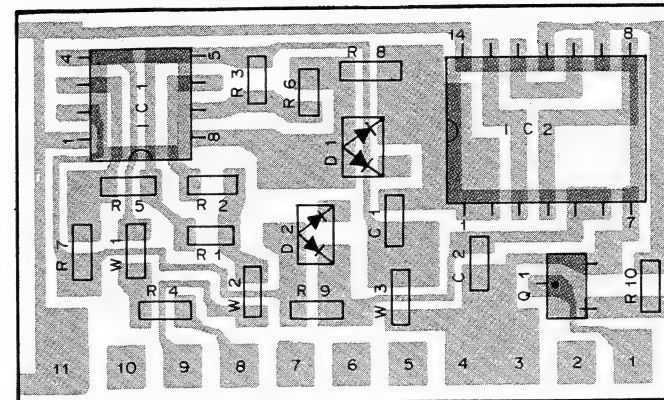 14 8
4 5
R 3
R 6
R 8
I C 1
I C 2
1 8
D 1
R 5
R 2
1 7
C 1
R 7
W 1
R 1
D 2
C 2
W 2
Q 1
R 10
R 4
R 9
W 3
11 10 9 8 7 6 5 4 3 2 1